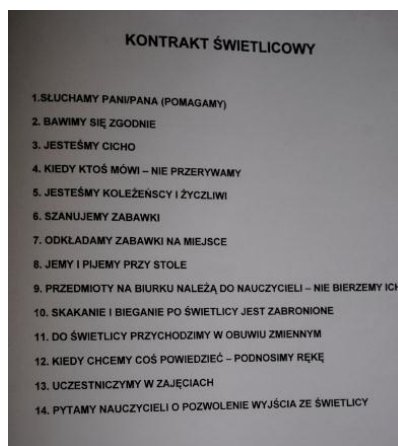 KONTRAKT ŚWIETLICOWY
1.SŁUCHAMY PANI/PANA (POMAGAMY)
2. BAWIMY SIĘ ZGODNIE
3. JESTEŚMY CICHO
4. KIEDY KTOŚ MÓWI – NIE PRZERYWAMY
5. JESTEŚMY KOLEŻEŃSCY I ŻYCZLIWI
6. SZANUJEMY ZABAWKI
7. ODKŁADAMY ZABAWKI NA MIEJSCE
8. JEMY I PIJEMY PRZY STOLE
9. PRZEDMIOTY NA BIURKU NALEŻĄ DO NAUCZYCIELI – NIE BIERZEMY ICH
10. SKAKANIE I BIEGANIE PO ŚWIETLICY JEST ZABRONIONE
11. DO ŚWIETLICY PRZYCHODZIMY W OBUWIU ZMIENNYM
12. KIEDY CHCEMY COŚ POWIEDZIEĆ – PODNOSIMY RĘKĘ
13. UCZESTNICZYMY W ZAJĘCIACH
14. PYTAMY NAUCZYCIELI O POZWOLENIE WYJŚCIA ZE ŚWIETLICY